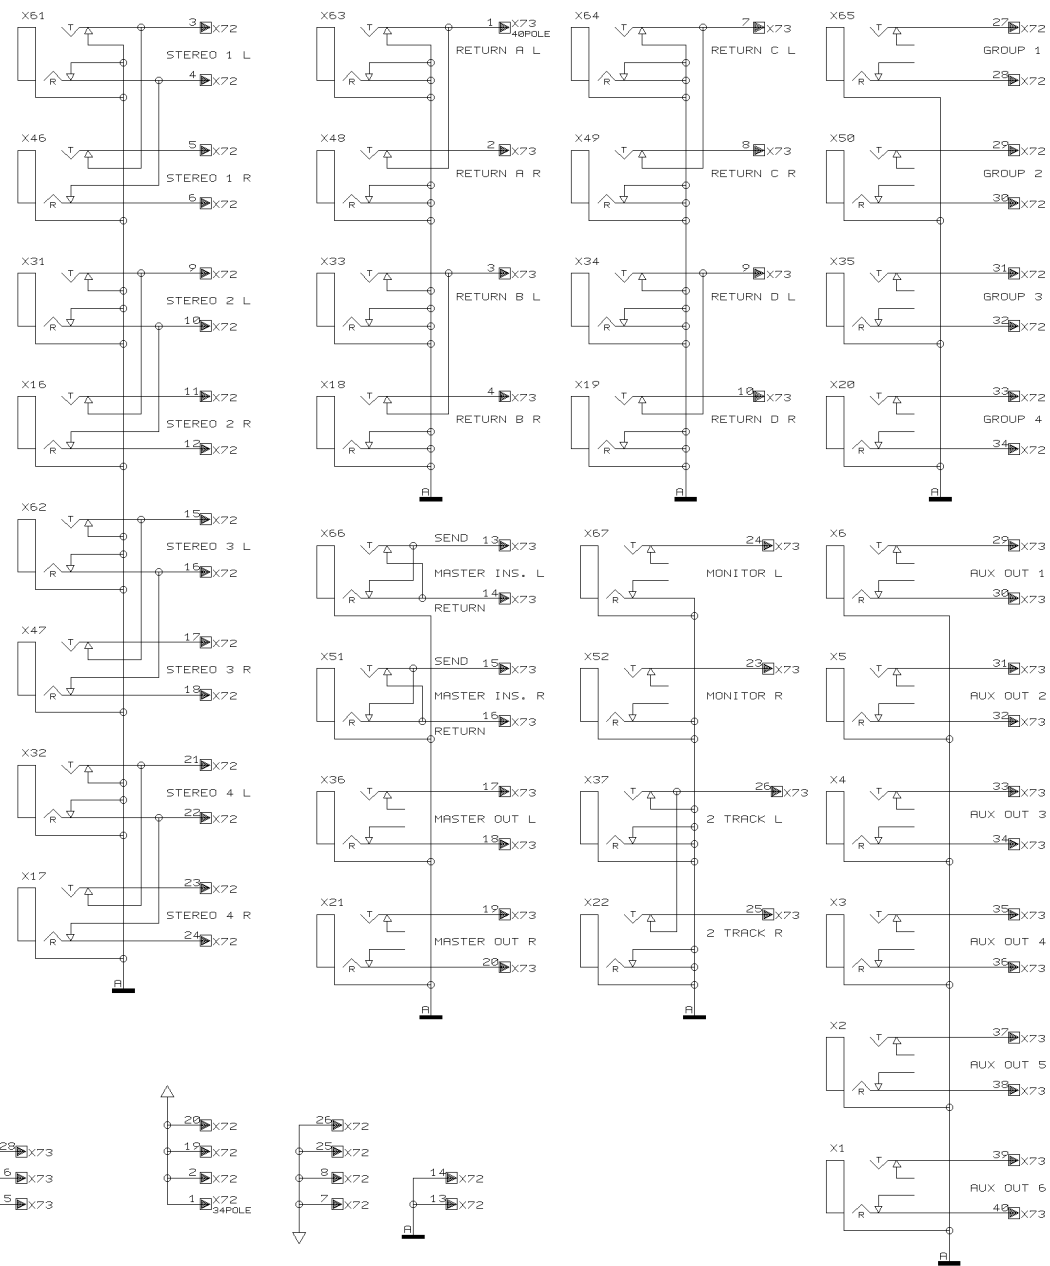 X61
T
3
X72
STEREO 1 L
4
X72
R
X46
T
5
X72
STEREO 1 R
6
X72
R
X31
T
9
X72
STEREO 2 L
10
X72
R
X16
T
11
X72
STEREO 2 R
12
X72
R
X62
T
15
X72
STEREO 3 L
16
X72
R
X47
T
17
X72
STEREO 3 R
18
X72
R
X32
T
21
X72
STEREO 4 L
22
X72
R
X17
T
23
X72
STEREO 4 R
24
X72
R
A
X63
T
1
X73
40POLE
RETURN A L
R
X48
T
2
X73
RETURN A R
R
X33
T
3
X73
RETURN B L
R
X18
T
4
X73
RETURN B R
R
A
X64
T
7
X73
RETURN C L
R
X49
T
8
X73
RETURN C R
R
X34
T
9
X73
RETURN D L
R
X19
T
10
X73
RETURN D R
R
A
X65
T
27
X72
GROUP 1
28
X72
R
X50
T
29
X72
GROUP 2
30
X72
R
X35
T
31
X72
GROUP 3
32
X72
R
X20
T
33
X72
GROUP 4
34
X72
R
A
X66
T
SEND
13
X73
MASTER INS. L
14
X73
R
RETURN
X51
T
SEND
15
X73
MASTER INS. R
16
X73
R
RETURN
X36
T
17
X73
MASTER OUT L
18
X73
R
X21
T
19
X73
MASTER OUT R
20
X73
R
A
X67
T
24
X73
MONITOR L
R
X52
T
23
X73
MONITOR R
R
X37
T
26
X73
2 TRACK L
R
X22
T
25
X73
2 TRACK R
R
A
X6
T
29
X73
AUX OUT 1
30
X73
R
X5
T
31
X73
AUX OUT 2
32
X73
R
X4
T
33
X73
AUX OUT 3
34
X73
R
X3
T
35
X73
AUX OUT 4
36
X73
R
X2
T
37
X73
AUX OUT 5
38
X73
R
X1
T
39
X73
AUX OUT 6
40
X73
R
A
28
X73
6
X73
5
X73
20
X72
19
X72
2
X72
1
X72
34POLE
26
X72
25
X72
8
X72
7
X72
14
X72
13
X72
A